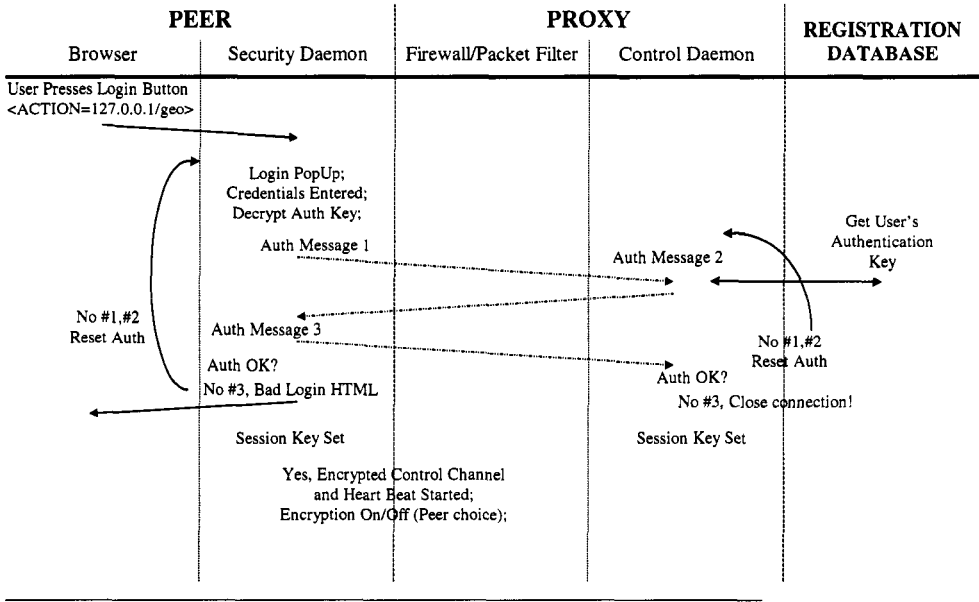 PEER
PROXY
REGISTRATION
DATABASE
Browser
Security Daemon
Firewall/Packet Filter
Control Daemon
User Presses Login Button
<ACTION=127.0.0.1/geo>
Login PopUp;
Credentials Entered;
Decrypt Auth Key;
Auth Message 1
Auth Message 2
Get User's
Authentication
Key
No #1,#2
Reset Auth
Auth Message 3
No #1,#2
Reset Auth
Auth OK?
No #3, Bad Login HTML
Auth OK?
No #3, Close connection!
Session Key Set
Session Key Set
Yes, Encrypted Control Channel
and Heart Beat Started;
Encryption On/Off (Peer choice);